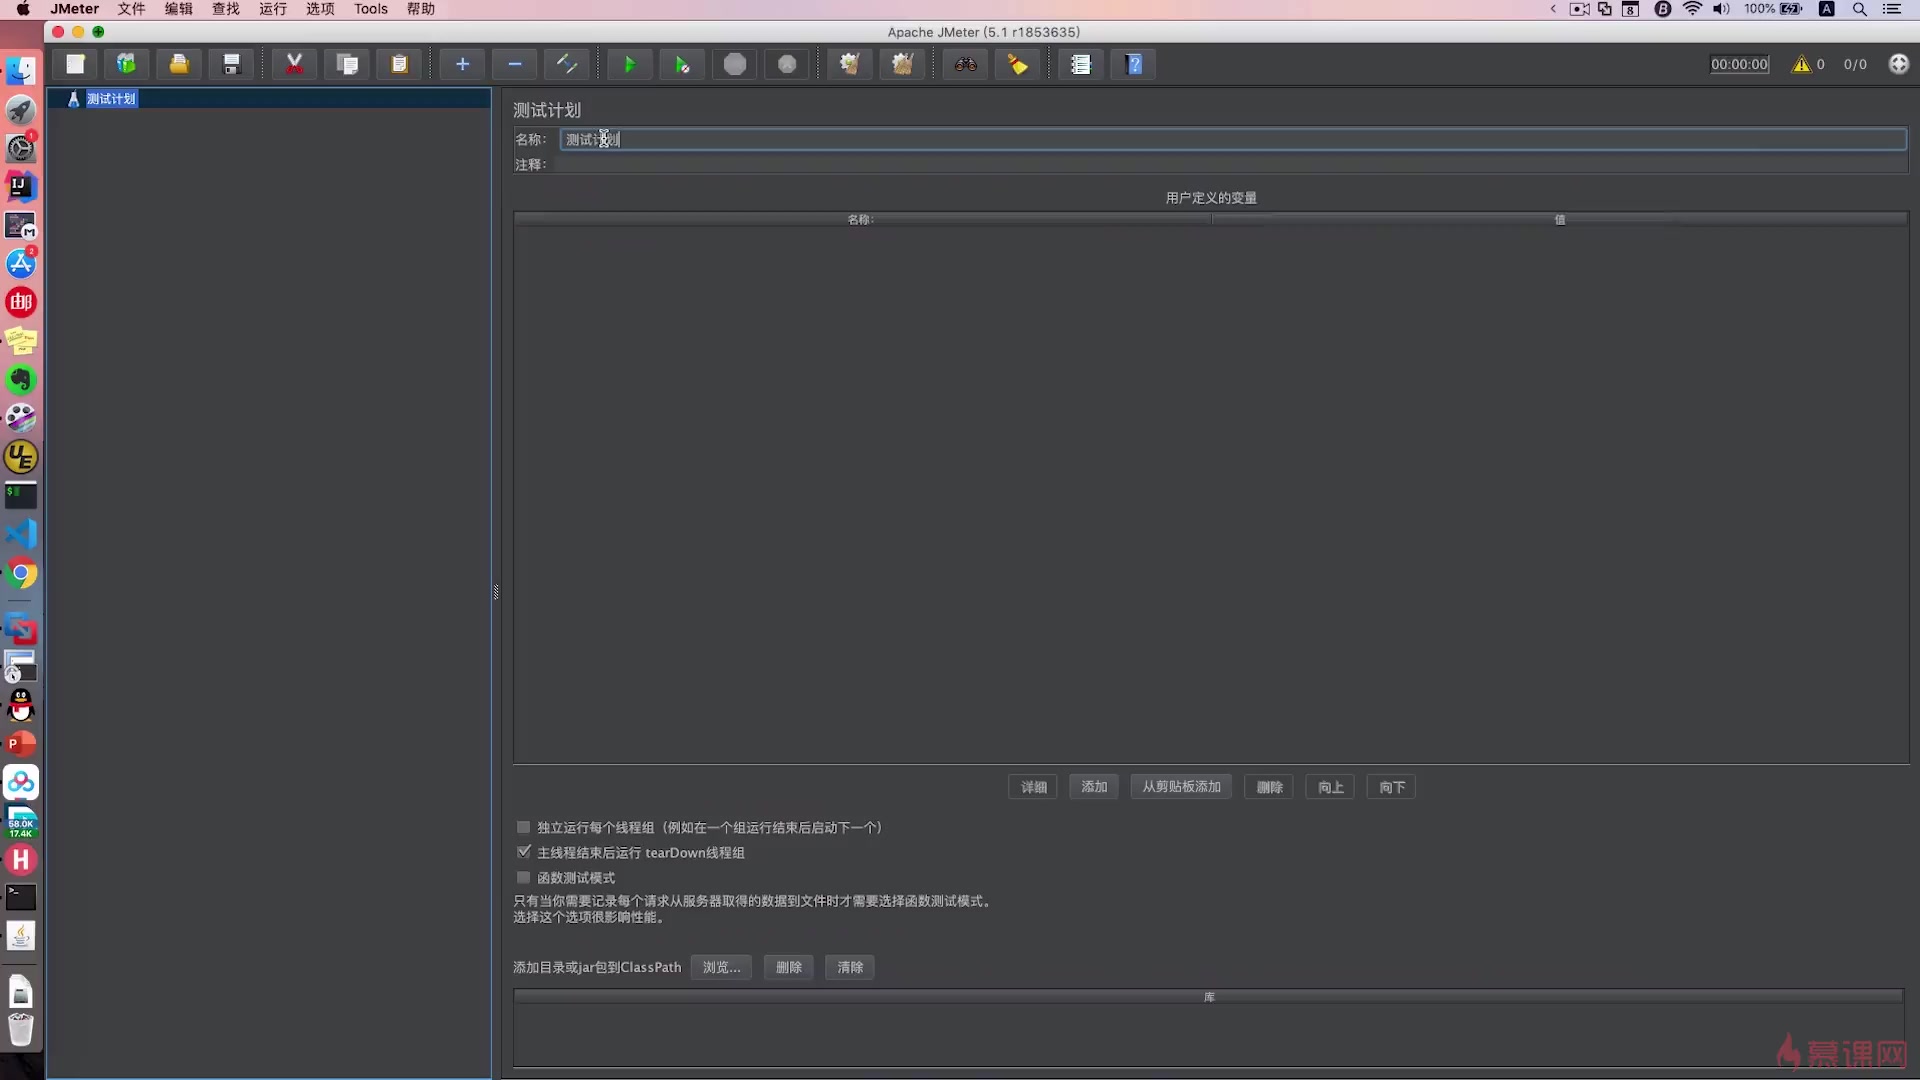 JMeter 文件 编辑 查找 运行 选项 Tools 帮助
8 100% A
Apache JMeter (5.1 r1853635)
00:00:00 0 0/0
测试计划
测试计划
名称： 测试计划
注释：
用户定义的变量
名称: 值
详细 添加 从剪贴板添加 删除 向上 向下
独立运行每个线程组（例如在一个组运行结束后启动下一个）
主线程结束后运行 tearDown线程组
函数测试模式
只有当你需要记录每个请求从服务器取得的数据到文件时才需要选择函数测试模式。
选择这个选项很影响性能。
添加目录或jar包到ClassPath 浏览... 删除 清除
库
1
IJ
M
2
邮
UE
P
58.0K
17.4K
H
慕课网